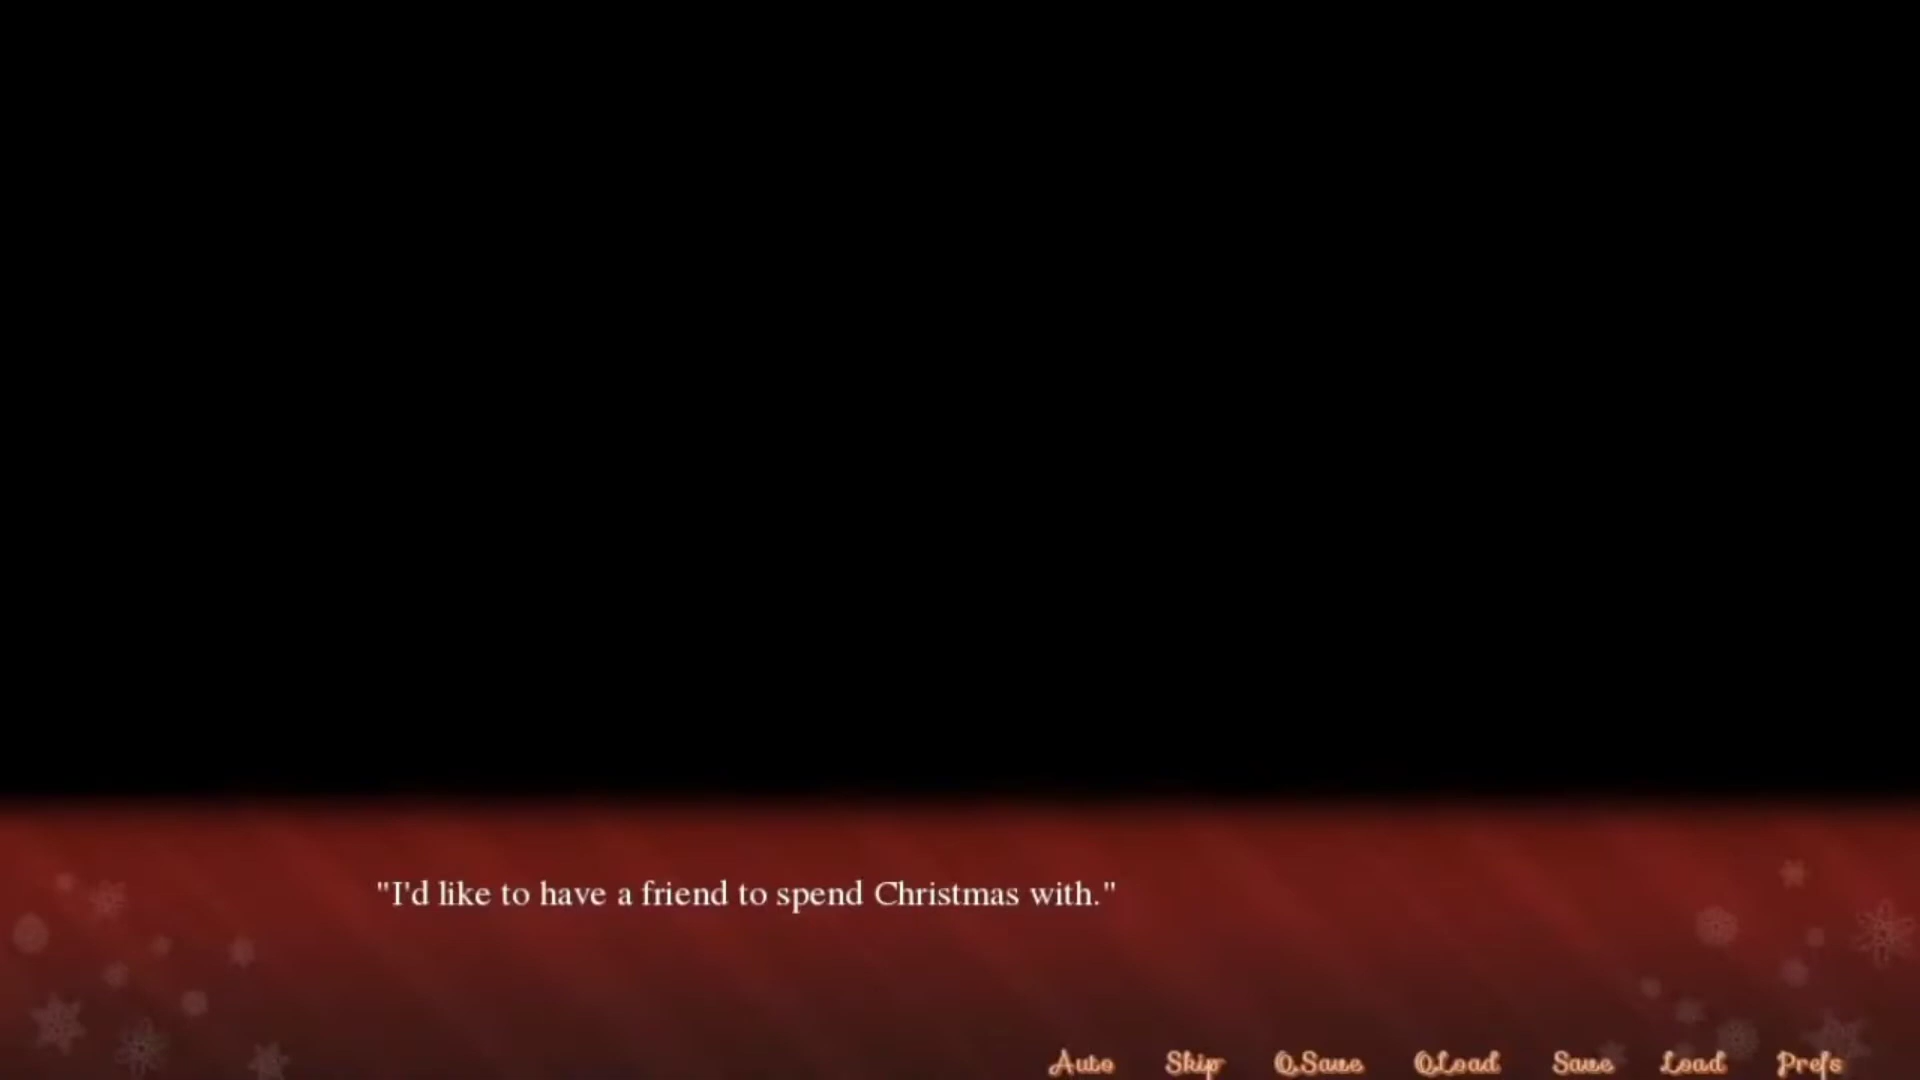 "I'd like to have a friend to spend Christmas with."
Auto Skip Q.Save Q.Load Save Load Prefs